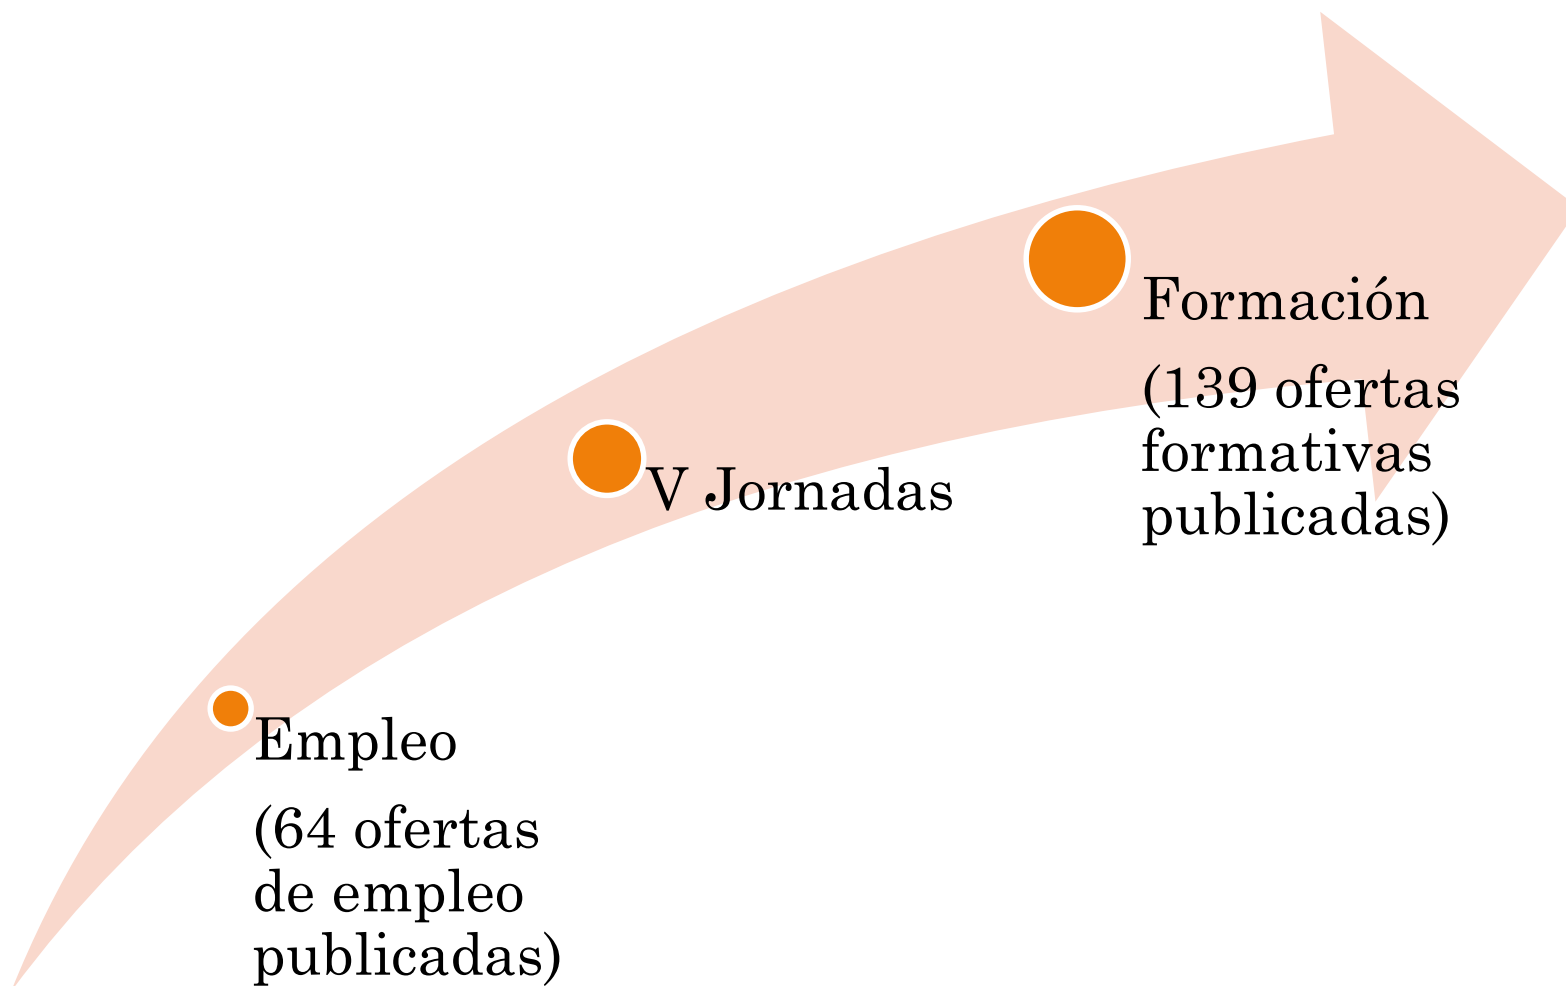 Empleo
(64 ofertas
de empleo
publicadas)
V Jornadas
Formación
(139 ofertas
formativas
publicadas)